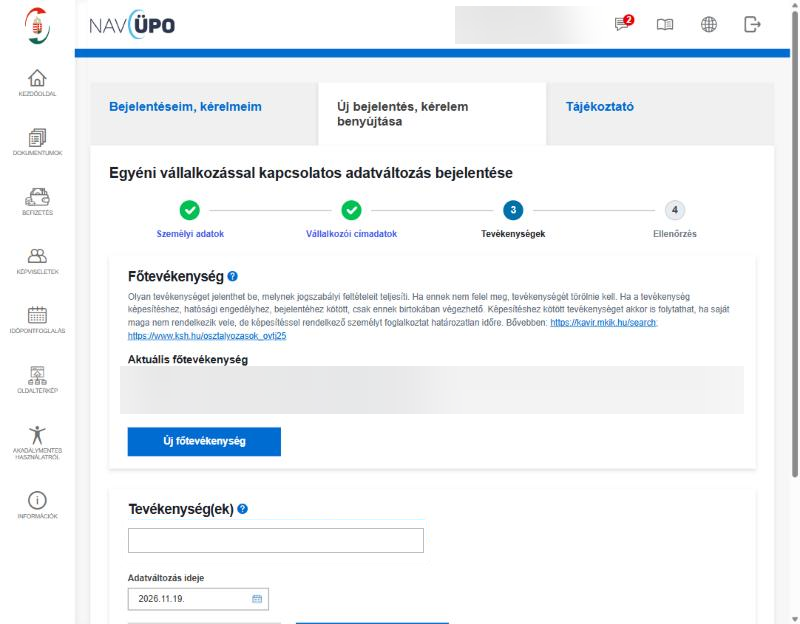 NAV ÜPO
2
KEZDŐOLDAL
DOKUMENTUMOK
BEFIZETÉS
KÉPVISELETEK
IDŐPONTFOGLALÁS
OLDALTÉRKÉP
AKADÁLYMENTES
HASZNÁLATRÓL
INFORMÁCIÓK
Bejelentéseim, kérelmeim
Új bejelentés, kérelem
benyújtása
Tájékoztató
Egyéni vállalkozással kapcsolatos adatváltozás bejelentése
3
4
Személyi adatok
Vállalkozói címadatok
Tevékenységek
Ellenőrzés
Főtevékenység ?
Olyan tevékenységet jelenthet be, melynek jogszabályi feltételeit teljesíti. Ha ennek nem felel meg, tevékenységét törölnie kell. Ha a tevékenység
képesítéshez, hatósági engedélyhez, bejelentéhez kötött, csak ennek birtokában végezhető. Képesítéshez kötött tevékenységet akkor is folytathat, ha saját
maga nem rendelkezik vele, de képesítéssel rendelkező személyt foglalkoztat határozatlan időre. Bővebben: https://kavir.mkik.hu/search;
https://www.ksh.hu/osztalyozasok_ovtj25
Aktuális főtevékenység
Új főtevékenység
Tevékenység(ek) ?
Adatváltozás ideje
2026.11.19.